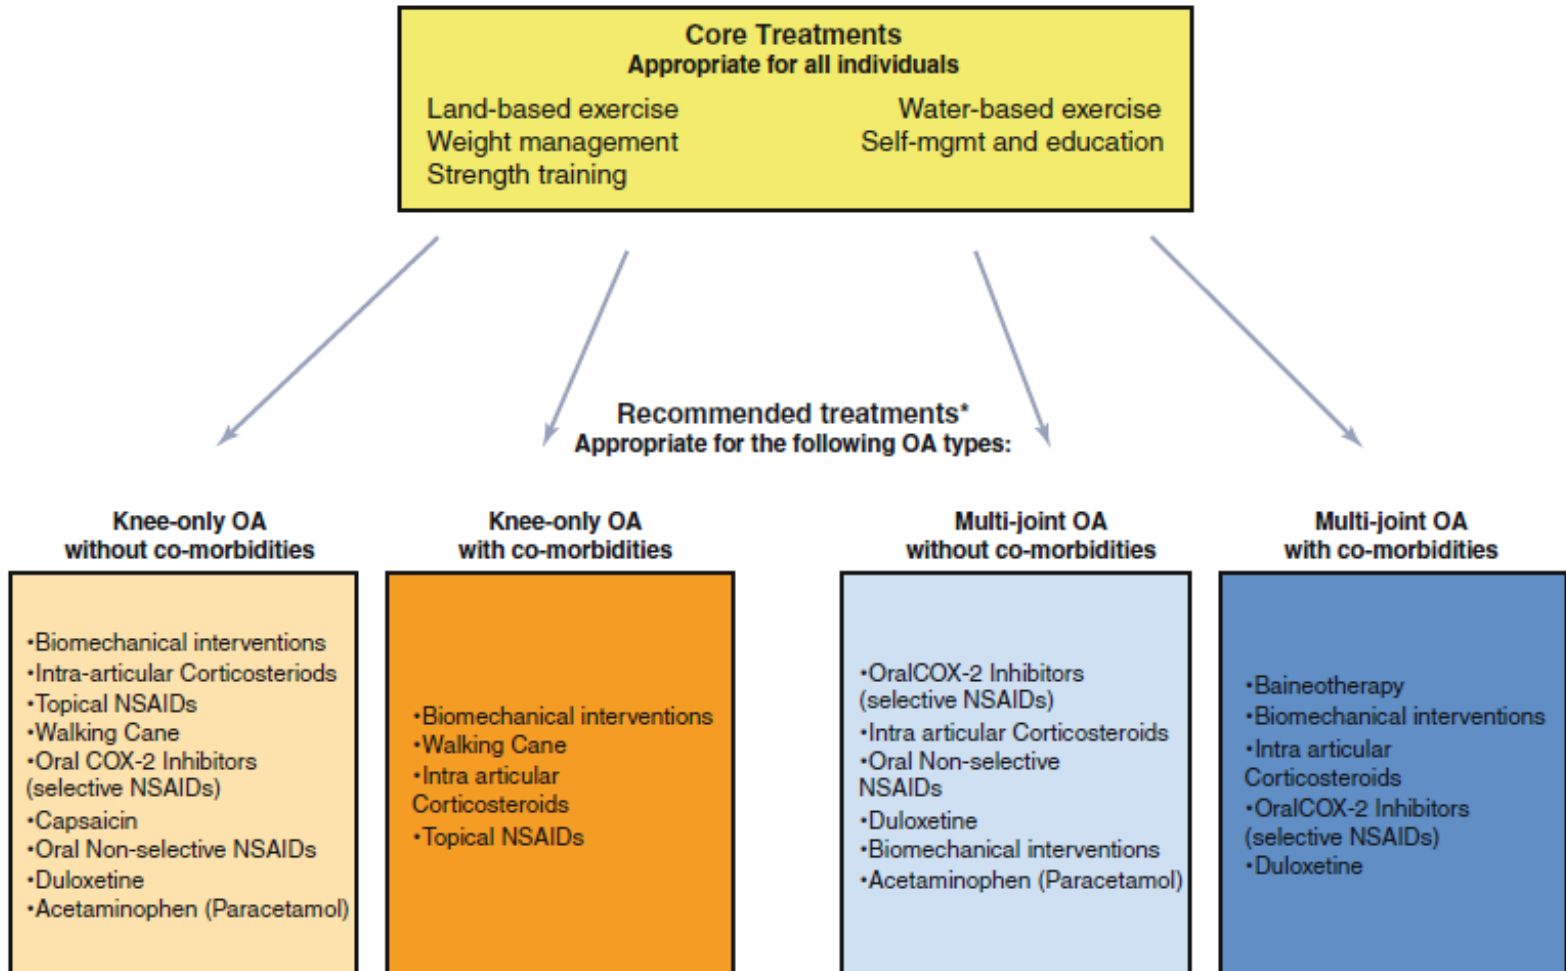 Core Treatments
Appropriate for all individuals
Land-based exercise
Weight management
Strength training
Water-based exercise
Self-mgmt and education
Recommended treatments*
Appropriate for the following OA types:
Knee-only OA
without co-morbidities
•Biomechanical interventions
•Intra-articular Corticosteriods
•Topical NSAIDs
•Walking Cane
•Oral COX-2 Inhibitors
(selective NSAIDs)
•Capsaicin
•Oral Non-selective NSAIDs
•Duloxetine
•Acetaminophen (Paracetamol)
Knee-only OA
with co-morbidities
•Biomechanical interventions
•Walking Cane
•Intra articular
Corticosteroids
•Topical NSAIDs
Multi-joint OA
without co-morbidities
•OralCOX-2 Inhibitors
(selective NSAIDs)
•Intra articular Corticosteroids
•Oral Non-selective
NSAIDs
•Duloxetine
•Biomechanical interventions
•Acetaminophen (Paracetamol)
Multi-joint OA
with co-morbidities
•Baineotherapy
•Biomechanical interventions
•Intra articular
Corticosteroids
•OralCOX-2 Inhibitors
(selective NSAIDs)
•Duloxetine